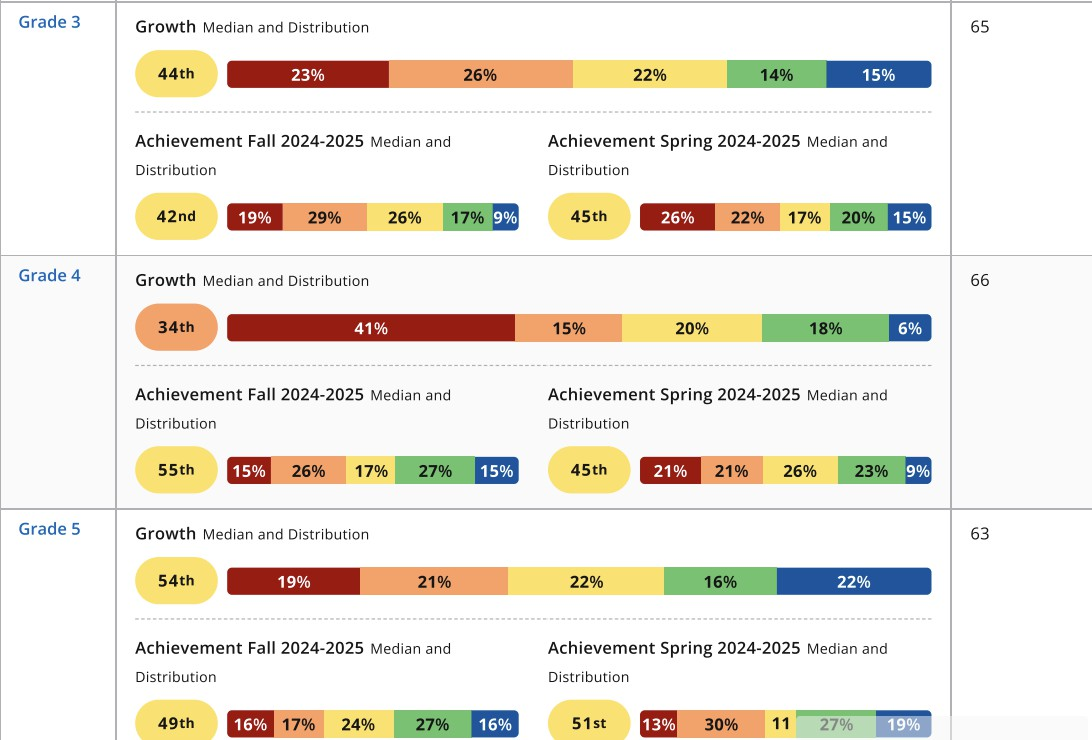 Grade 3
Growth Median and Distribution
65
44th 23% 26% 22% 14% 15%
Achievement Fall 2024-2025 Median and
Distribution
42nd 19% 29% 26% 17% 9%
Achievement Spring 2024-2025 Median and
Distribution
45th 26% 22% 17% 20% 15%
Grade 4
Growth Median and Distribution
66
34th 41% 15% 20% 18% 6%
Achievement Fall 2024-2025 Median and
Distribution
55th 15% 26% 17% 27% 15%
Achievement Spring 2024-2025 Median and
Distribution
45th 21% 21% 26% 23% 9%
Grade 5
Growth Median and Distribution
63
54th 19% 21% 22% 16% 22%
Achievement Fall 2024-2025 Median and
Distribution
49th 16% 17% 24% 27% 16%
Achievement Spring 2024-2025 Median and
Distribution
51st 13% 30% 11 27% 19%